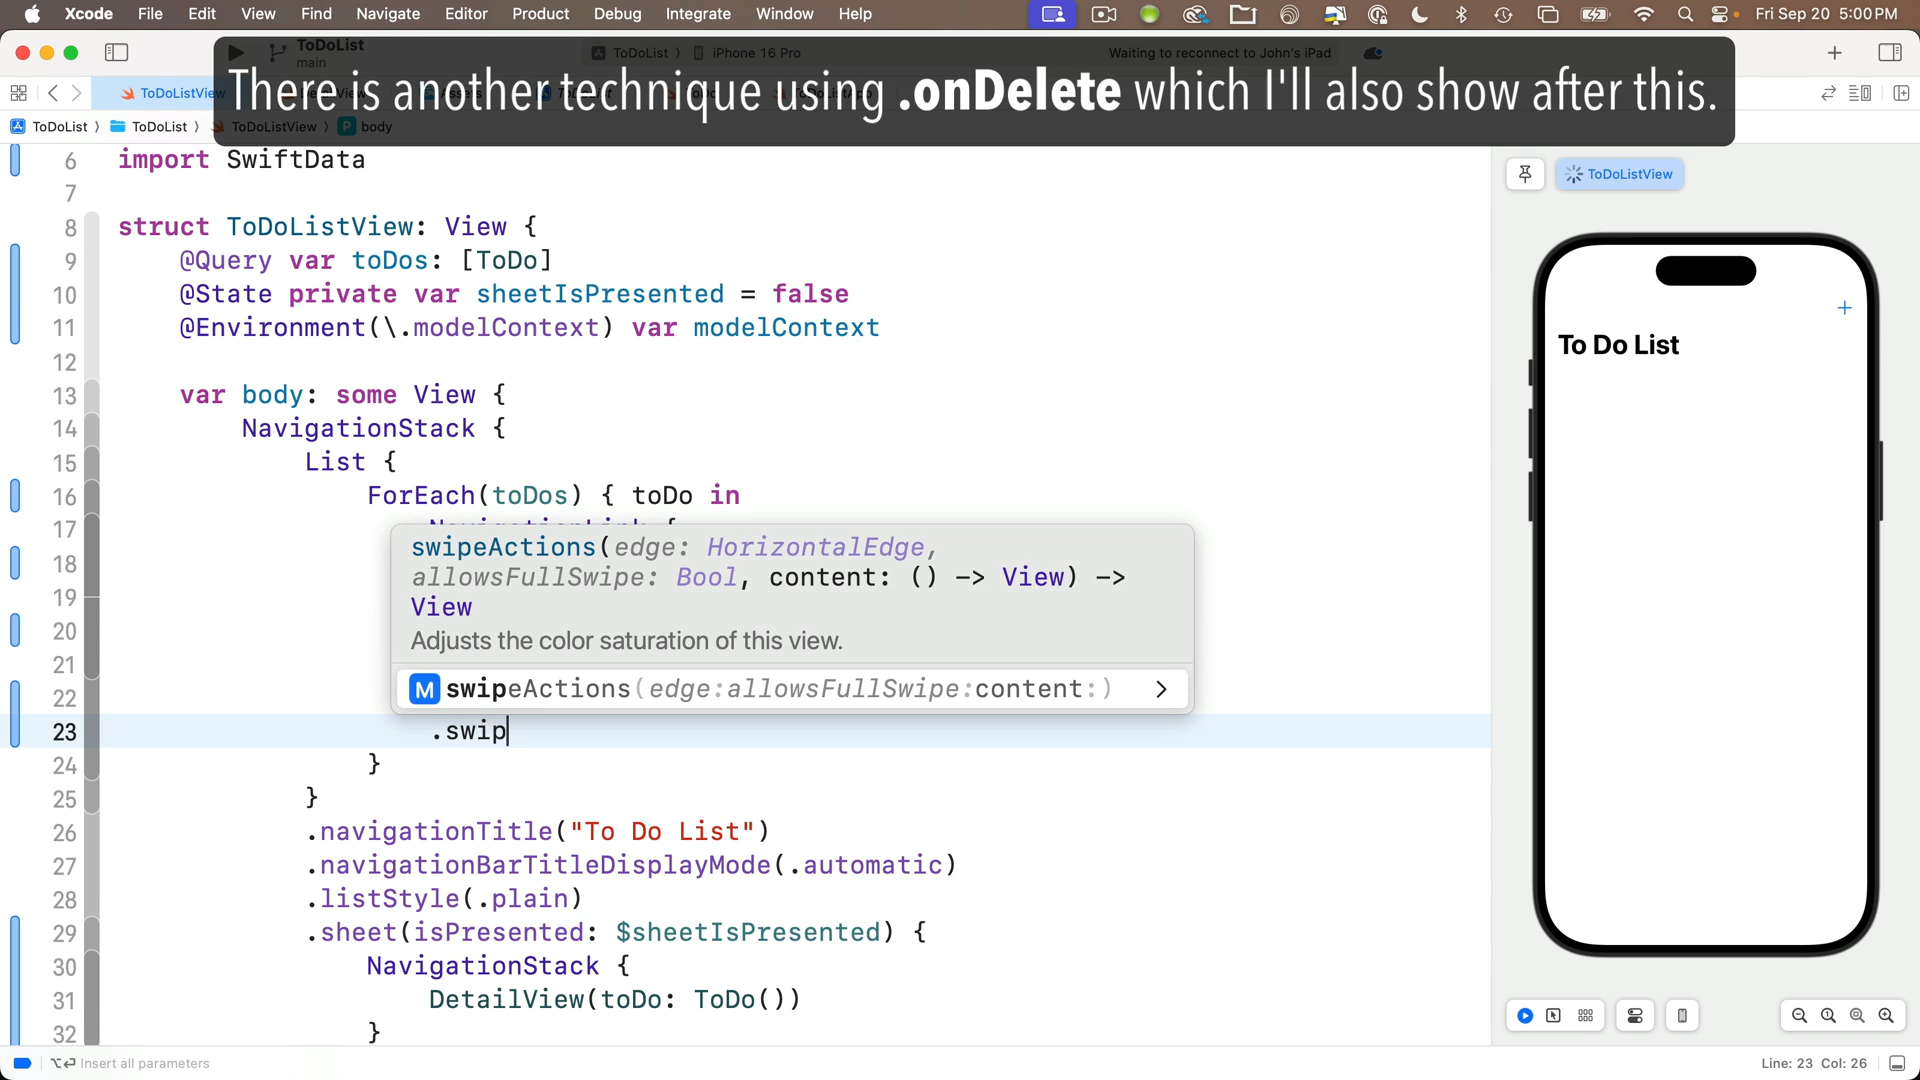 Xcode File Edit View Find Navigate Editor Product Debug Integrate Window Help Fri Sep 20 5:00 PM
ToDoList
main
ToDoList 〉 iPhone 16 Pro
Waiting to reconnect to John's iPad
There is another technique using .onDelete which I'll also show after this.
ToDoListView
ToDoList 〉 ToDoList 〉 ToDoListView 〉 P body
6 import SwiftData
7
8 struct ToDoListView: View {
9 @Query var toDos: [ToDo]
10 @State private var sheetIsPresented = false
11 @Environment(\.modelContext) var modelContext
12
13 var body: some View {
14 NavigationStack {
15 List {
16 ForEach(toDos) { toDo in
17 NavigationLink {
swipeActions(edge: HorizontalEdge,
18
allowsFullSwipe: Bool, content: () -> View) ->
19
View
20
Adjusts the color saturation of this view.
21
22
M swipeActions(edge:allowsFullSwipe:content:)
23 .swip
24 }
25 }
26 .navigationTitle("To Do List")
27 .navigationBarTitleDisplayMode(.automatic)
28 .listStyle(.plain)
29 .sheet(isPresented: $sheetIsPresented) {
30 NavigationStack {
31 DetailView(toDo: ToDo())
32 }
ToDoListView
To Do List
Insert all parameters
Line: 23 Col: 26